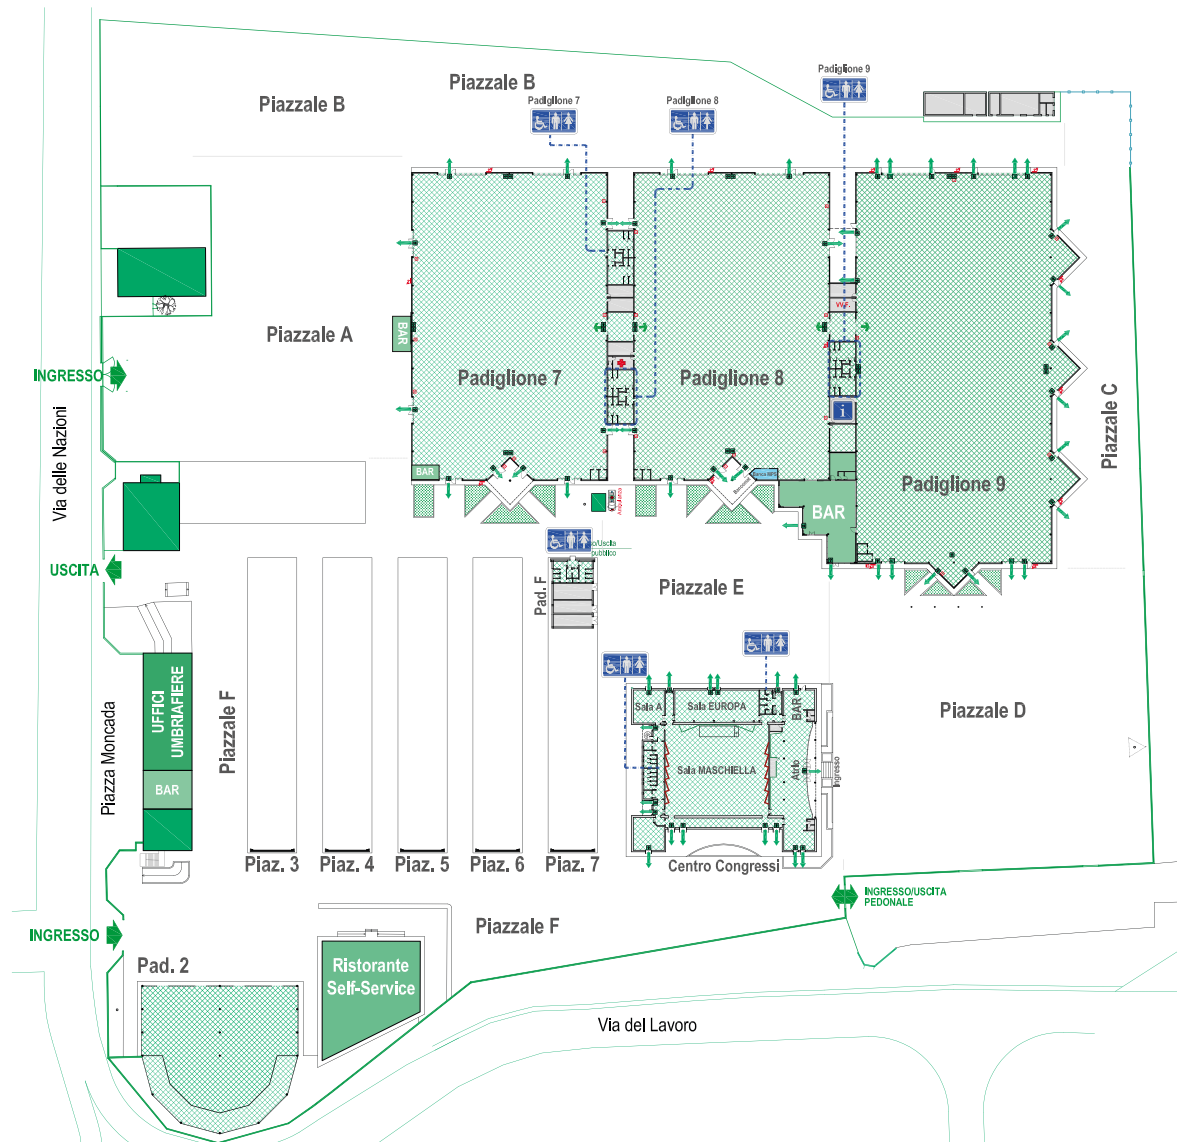 Padiglione 9
Piazzale B
Piazzale B
Padiglione 7
Padiglione 8
V.V.F.
Piazzale A
BAR
INGRESSO
Padiglione 7
Padiglione 8
Piazzale C
i
Via delle Nazioni
BAR
Padiglione 9
BAR
Ambulanza
o/Uscita
pubblico
USCITA
Pad. F
Piazzale E
UFFICI
UMBRIAFIERE
Piazzale F
Sala A
Sala EUROPA
BAR
Piazzale D
Piazza Moncada
BAR
Sala MASCHIELLA
Atrio
Ingresso
Piaz. 3
Piaz. 4
Piaz. 5
Piaz. 6
Piaz. 7
Centro Congressi
INGRESSO/USCITA
PEDONALE
INGRESSO
Piazzale F
Pad. 2
Ristorante
Self-Service
Via del Lavoro